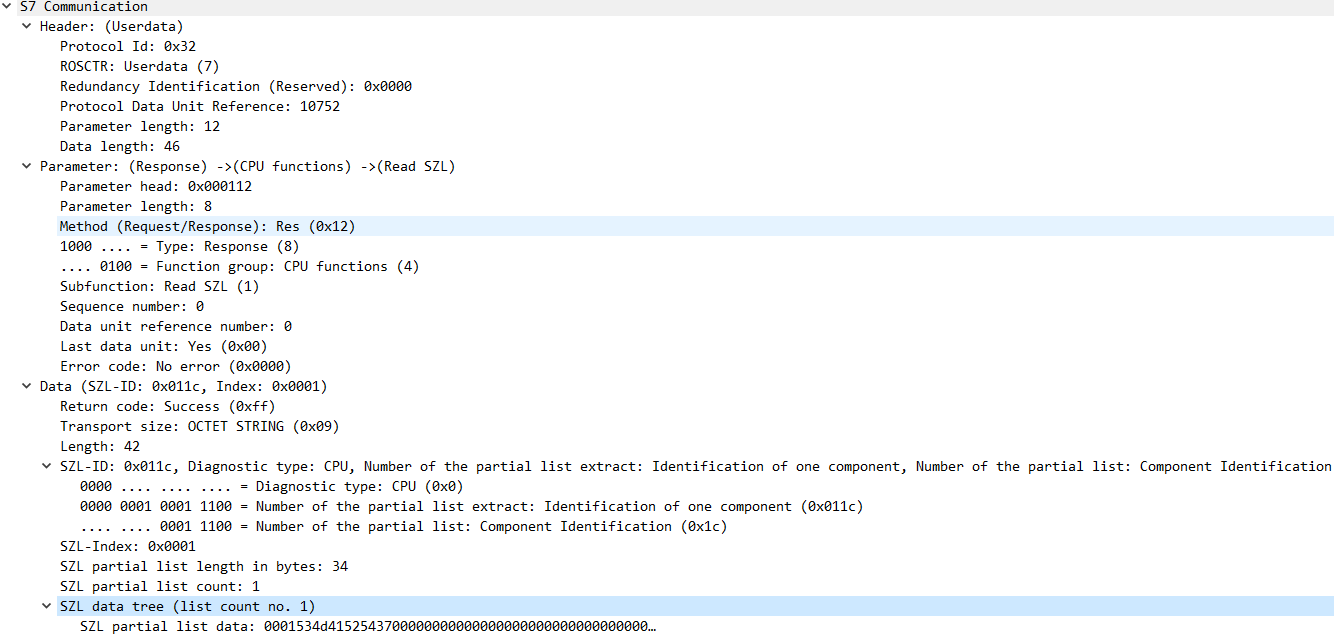 S7 Communication
Header: (Userdata)
Protocol Id: 0x32
ROSCTR: Userdata (7)
Redundancy Identification (Reserved): 0x0000
Protocol Data Unit Reference: 10752
Parameter length: 12
Data length: 46
Parameter: (Response) ->(CPU functions) ->(Read SZL)
Parameter head: 0x000112
Parameter length: 8
Method (Request/Response): Res (0x12)
1000 .... = Type: Response (8)
.... 0100 = Function group: CPU functions (4)
Subfunction: Read SZL (1)
Sequence number: 0
Data unit reference number: 0
Last data unit: Yes (0x00)
Error code: No error (0x0000)
Data (SZL-ID: 0x011c, Index: 0x0001)
Return code: Success (0xff)
Transport size: OCTET STRING (0x09)
Length: 42
SZL-ID: 0x011c, Diagnostic type: CPU, Number of the partial list extract: Identification of one component, Number of the partial list: Component Identification
0000 .... .... .... = Diagnostic type: CPU (0x0)
0000 0001 0001 1100 = Number of the partial list extract: Identification of one component (0x011c)
.... .... 0001 1100 = Number of the partial list: Component Identification (0x1c)
SZL-Index: 0x0001
SZL partial list length in bytes: 34
SZL partial list count: 1
SZL data tree (list count no. 1)
SZL partial list data: 0001534d41525437000000000000000000000000000000000…